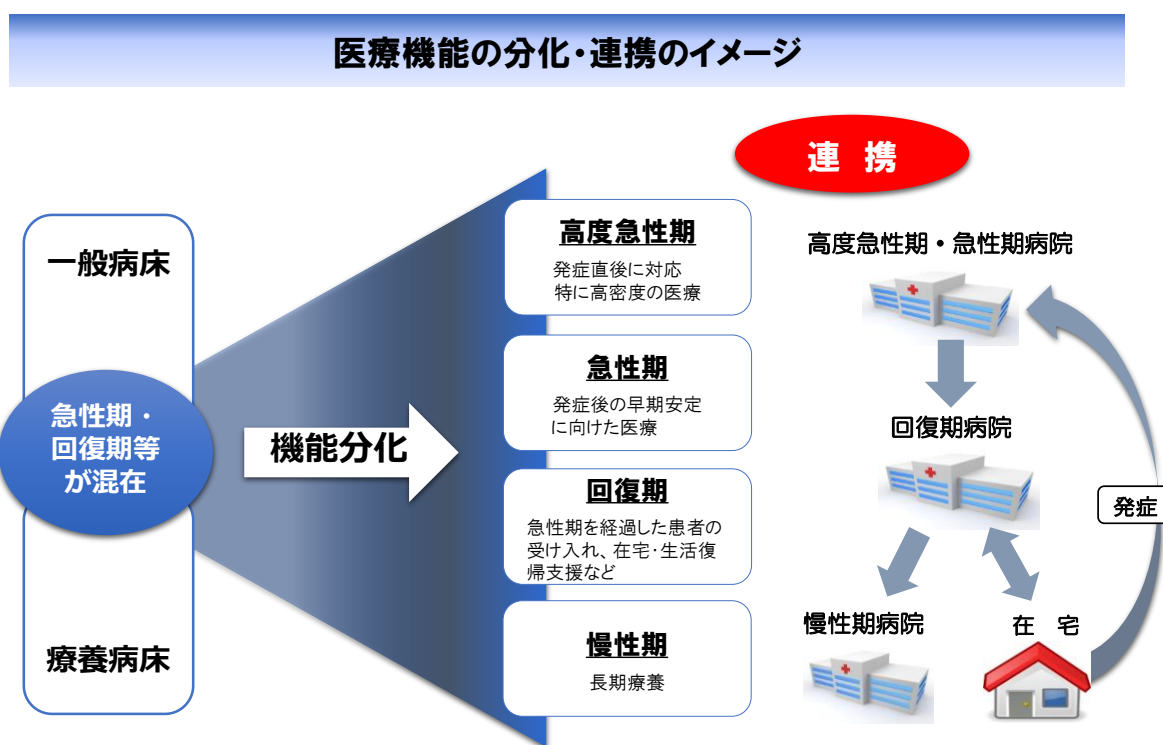 医療機能の分化・連携のイメージ
一般病床
急性期・
回復期等
が混在
療養病床
機能分化
高度急性期
発症直後に対応
特に高密度の医療
急性期
発症後の早期安定
に向けた医療
回復期
急性期を経過した患者の
受け入れ、在宅・生活復
帰支援など
慢性期
長期療養
連 携
高度急性期・急性期病院
回復期病院
発症
慢性期病院
在 宅